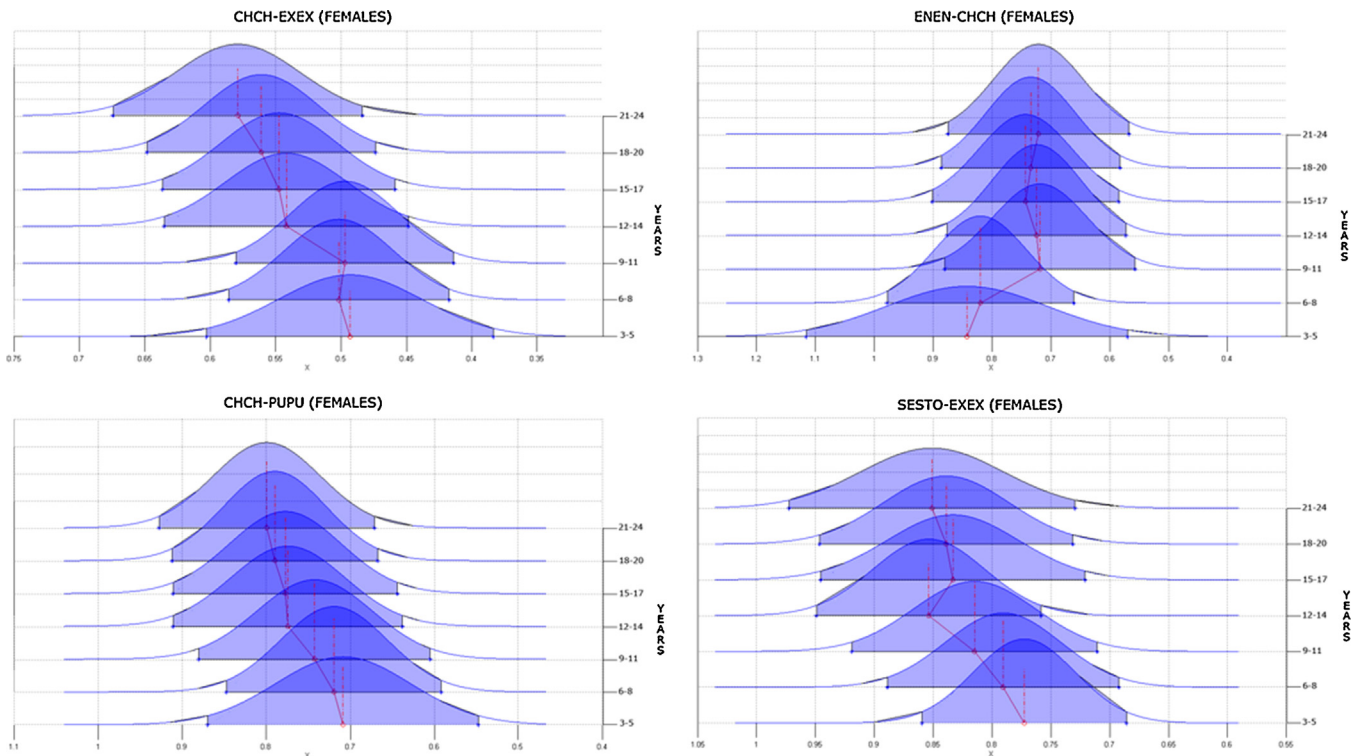 CHCH-EXEX (FEMALES)
21-24
18-20
15-17
12-14
9-11
6-8
3-5
YEARS
0.75 0.7 0.65 0.6 0.55 0.5 0.45 0.4 0.35
X
ENEN-CHCH (FEMALES)
21-24
18-20
15-17
12-14
9-11
6-8
3-5
YEARS
1.3 1.2 1.1 1 0.9 0.8 0.7 0.6 0.5 0.4
X
CHCH-PUPU (FEMALES)
21-24
18-20
15-17
12-14
9-11
6-8
3-5
YEARS
1.1 1 0.9 0.8 0.7 0.6 0.5 0.4
X
SESTO-EXEX (FEMALES)
21-24
18-20
15-17
12-14
9-11
6-8
3-5
YEARS
1.05 1 0.95 0.9 0.85 0.8 0.75 0.7 0.65 0.6 0.55
X